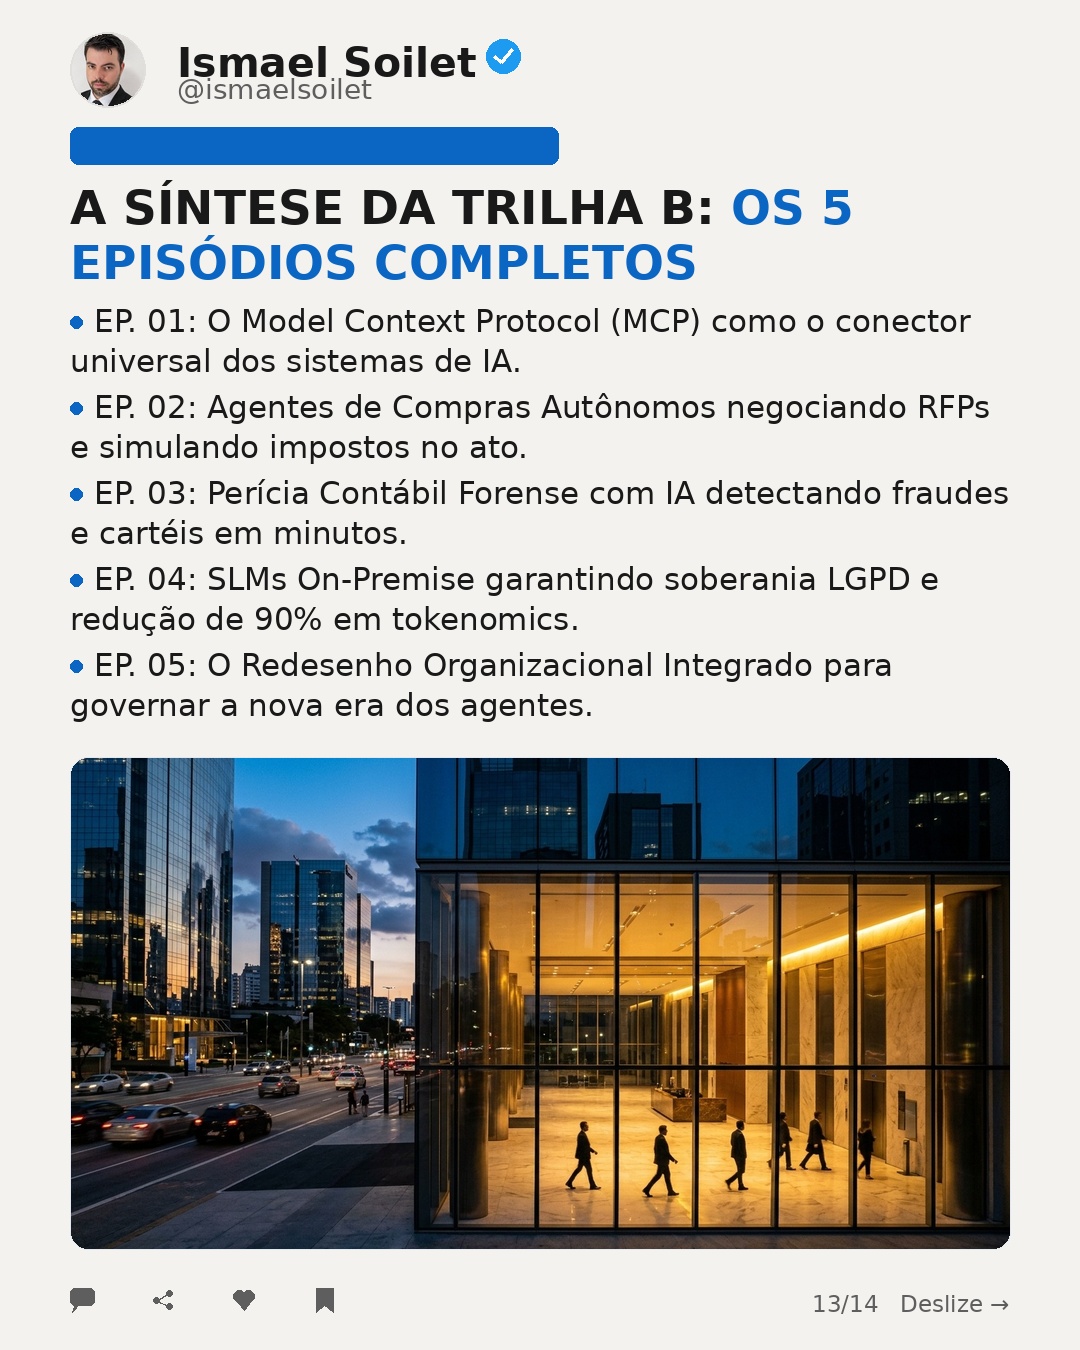 Ismael Soilet
@ismaelsoilet
A SÍNTESE DA TRILHA B: OS 5
EPISÓDIOS COMPLETOS
• EP. 01: O Model Context Protocol (MCP) como o conector
universal dos sistemas de IA.
• EP. 02: Agentes de Compras Autônomos negociando RFPs
e simulando impostos no ato.
• EP. 03: Perícia Contábil Forense com IA detectando fraudes
e cartéis em minutos.
• EP. 04: SLMs On-Premise garantindo soberania LGPD e
redução de 90% em tokenomics.
• EP. 05: O Redesenho Organizacional Integrado para
governar a nova era dos agentes.
13/14 Deslize →